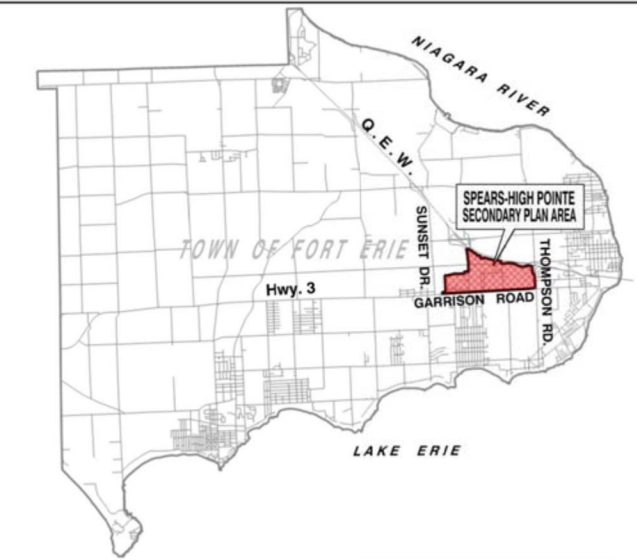 NIAGARA RIVER
Q.E.W.
SPEARS-HIGH POINTE
SECONDARY PLAN AREA
SUNSET DR.
THOMPSON RD.
TOWN OF FORT ERIE
Hwy. 3
GARRISON ROAD
LAKE ERIE